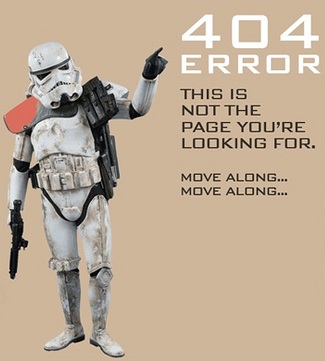 404
ERROR
THIS IS
NOT THE
PAGE YOU'RE
LOOKING FOR.
MOVE ALONG...
MOVE ALONG...